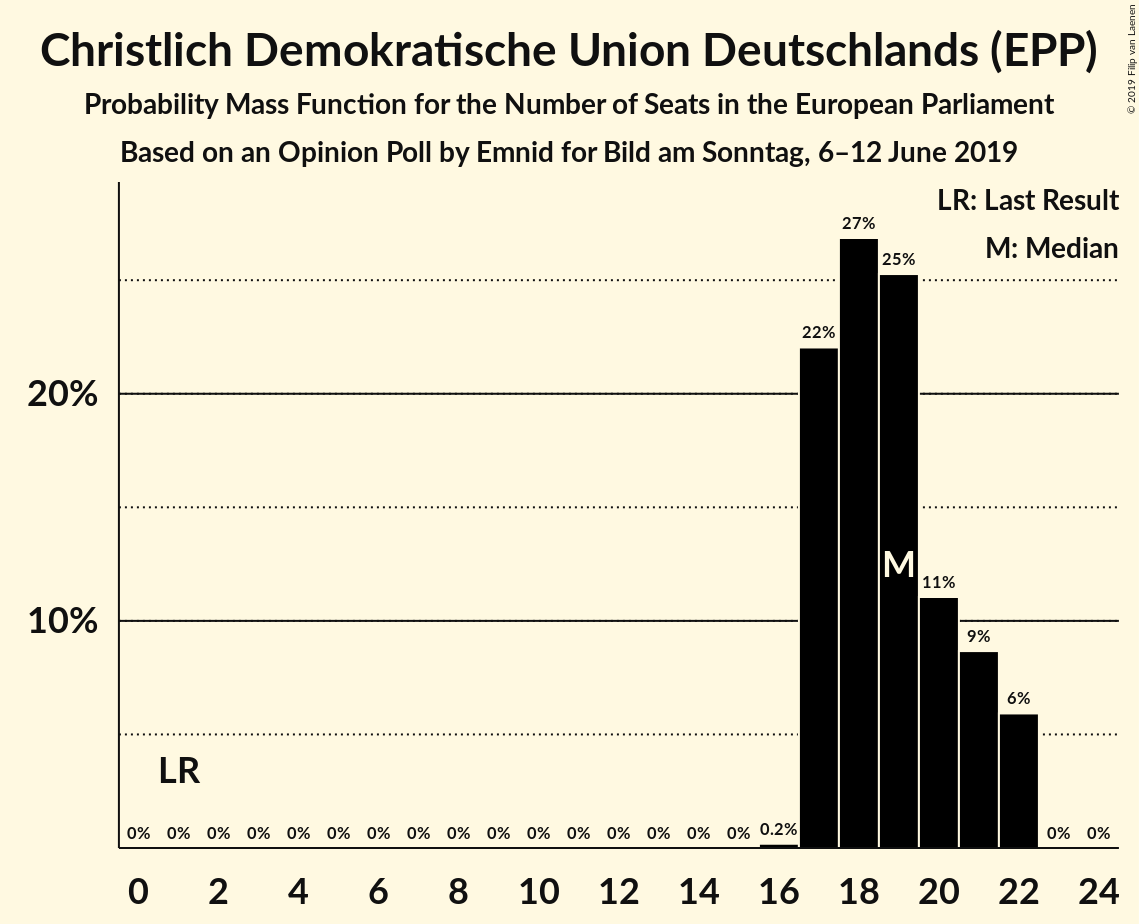 Christlich Demokratische Union Deutschlands (EPP)
Probability Mass Function for the Number of Seats in the European Parliament
Based on an Opinion Poll by Emnid for Bild am Sonntag, 6–12 June 2019
© 2019 Filip van Laenen
LR: Last Result
M: Median
27%
25%
22%
20%
M
11%
10%
9%
6%
LR
0% 0% 0% 0% 0% 0% 0% 0% 0% 0% 0% 0% 0% 0% 0% 0% 0.2% 0% 0%
0 2 4 6 8 10 12 14 16 18 20 22 24